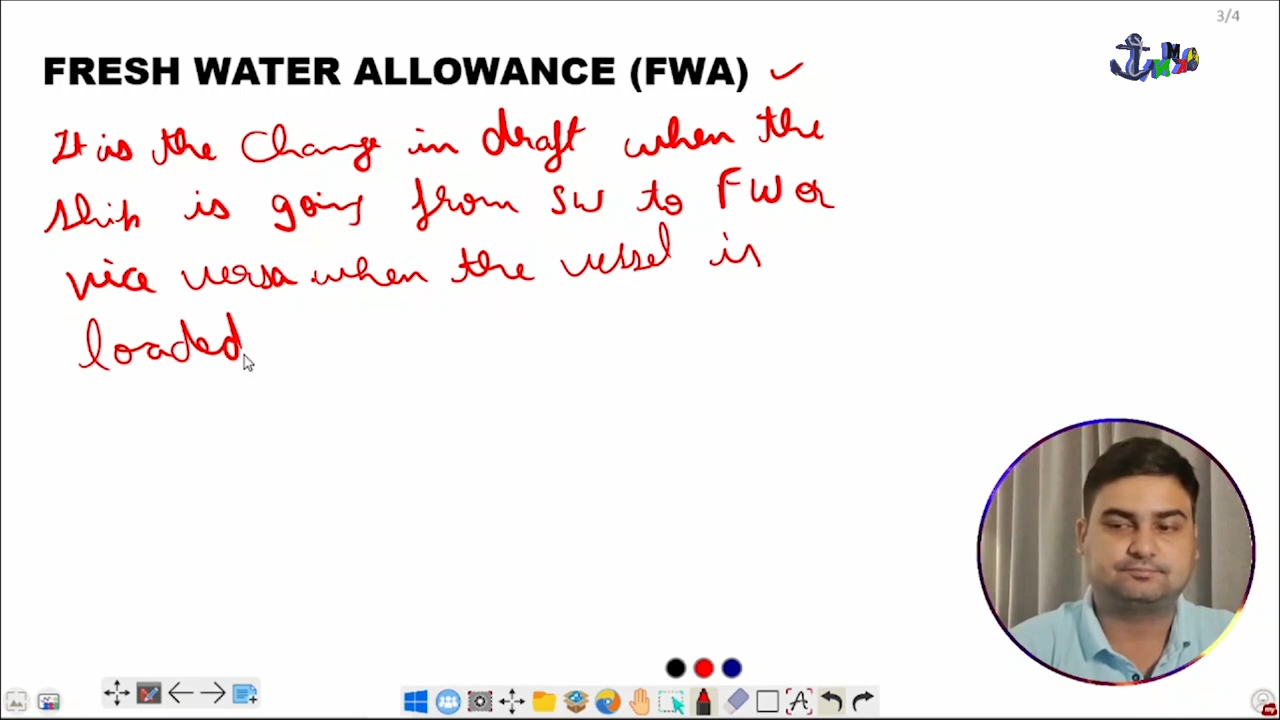 3/4
FRESH WATER ALLOWANCE (FWA)
It is the Change in draft when the
ship is going from SW to FW or
vice versa when the vessel is
loaded